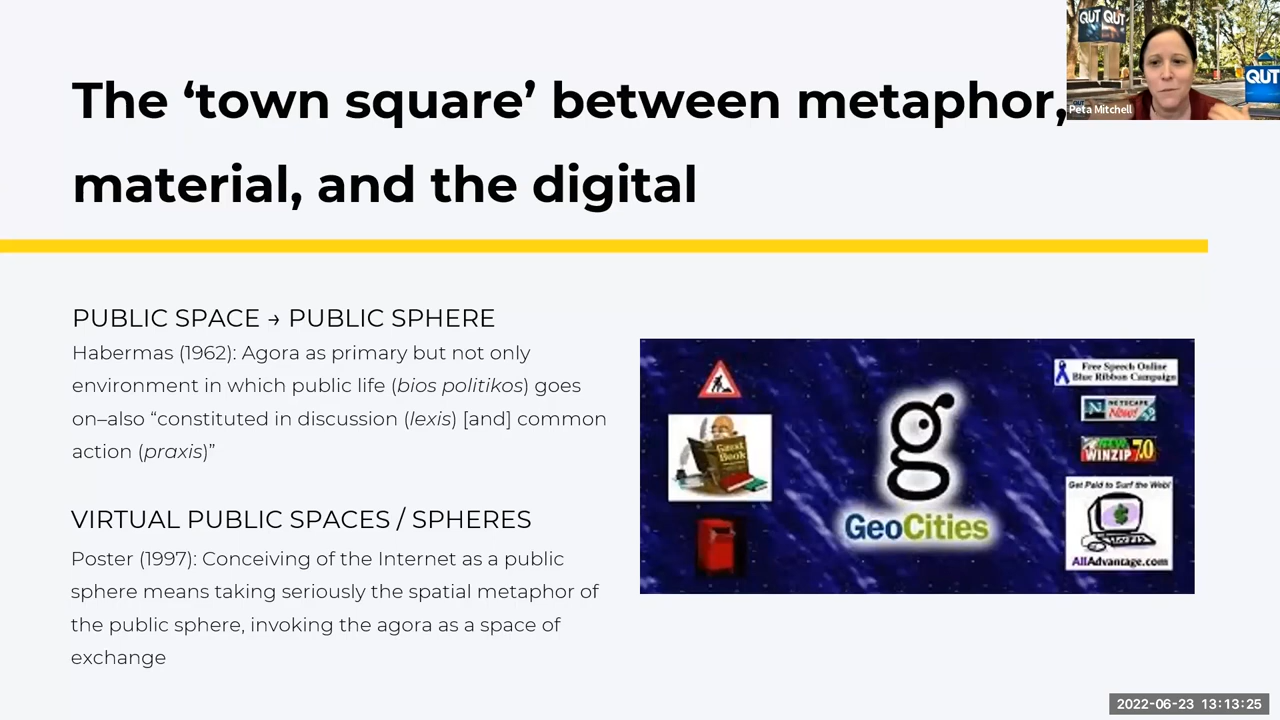 The ‘town square’ between metaphor,
material, and the digital
QUT QUT
QUT
Peta Mitchell
PUBLIC SPACE → PUBLIC SPHERE
Habermas (1962): Agora as primary but not only
environment in which public life (bios politikos) goes
on–also “constituted in discussion (lexis) [and] common
action (praxis)”
VIRTUAL PUBLIC SPACES / SPHERES
Poster (1997): Conceiving of the Internet as a public
sphere means taking seriously the spatial metaphor of
the public sphere, invoking the agora as a space of
exchange
Guest
Book
g
GeoCities
Free Speech Online
Blue Ribbon Campaign
N NETSCAPE
Now!
WINZIP 7.0
Get Paid to Surf the Web!
$
AllAdvantage.com
2022-06-23 13:13:25